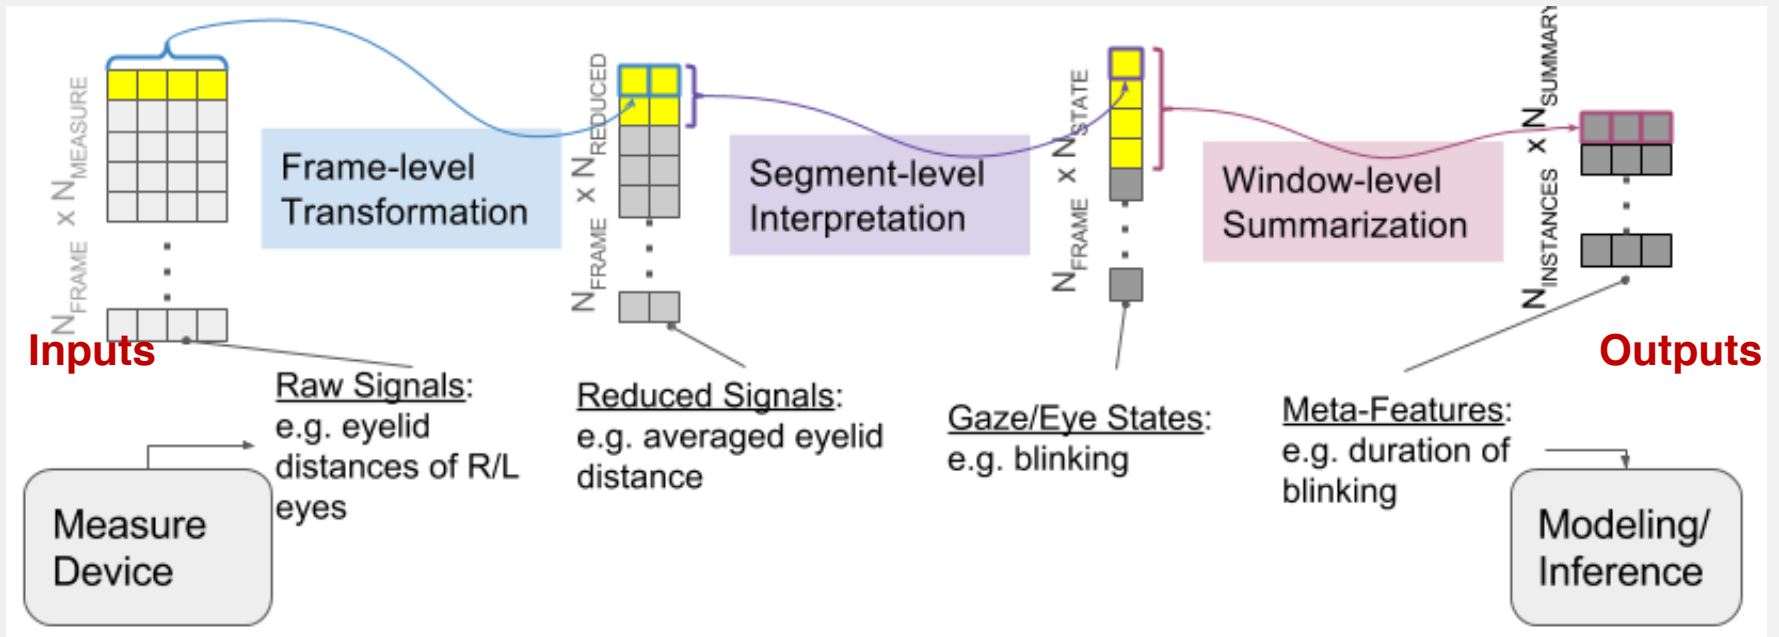 N_FRAME x N_MEASURE
Inputs
Measure
Device
Frame-level
Transformation
Raw Signals:
e.g. eyelid
distances of R/L
eyes
N_FRAME x N_REDUCED
Reduced Signals:
e.g. averaged eyelid
distance
Segment-level
Interpretation
N_FRAME x N_STATE
Gaze/Eye States:
e.g. blinking
Window-level
Summarization
N_INSTANCES x N_SUMMARY
Outputs
Meta-Features:
e.g. duration of
blinking
Modeling/
Inference